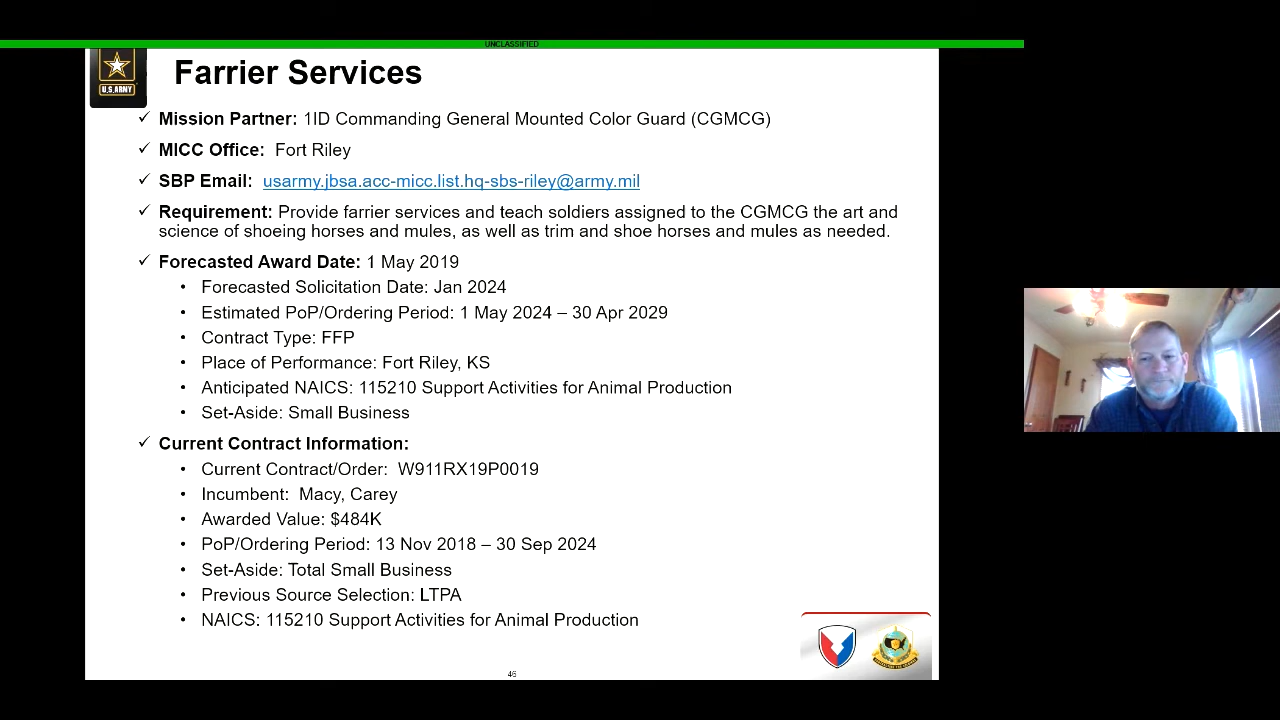 UNCLASSIFIED
U.S.ARMY
Farrier Services
✓ Mission Partner: 1ID Commanding General Mounted Color Guard (CGMCG)
✓ MICC Office: Fort Riley
✓ SBP Email: usarmy.jbsa.acc-micc.list.hq-sbs-riley@army.mil
✓ Requirement: Provide farrier services and teach soldiers assigned to the CGMCG the art and
science of shoeing horses and mules, as well as trim and shoe horses and mules as needed.
✓ Forecasted Award Date: 1 May 2019
• Forecasted Solicitation Date: Jan 2024
• Estimated PoP/Ordering Period: 1 May 2024 – 30 Apr 2029
• Contract Type: FFP
• Place of Performance: Fort Riley, KS
• Anticipated NAICS: 115210 Support Activities for Animal Production
• Set-Aside: Small Business
✓ Current Contract Information:
• Current Contract/Order: W911RX19P0019
• Incumbent: Macy, Carey
• Awarded Value: $484K
• PoP/Ordering Period: 13 Nov 2018 – 30 Sep 2024
• Set-Aside: Total Small Business
• Previous Source Selection: LTPA
• NAICS: 115210 Support Activities for Animal Production
46